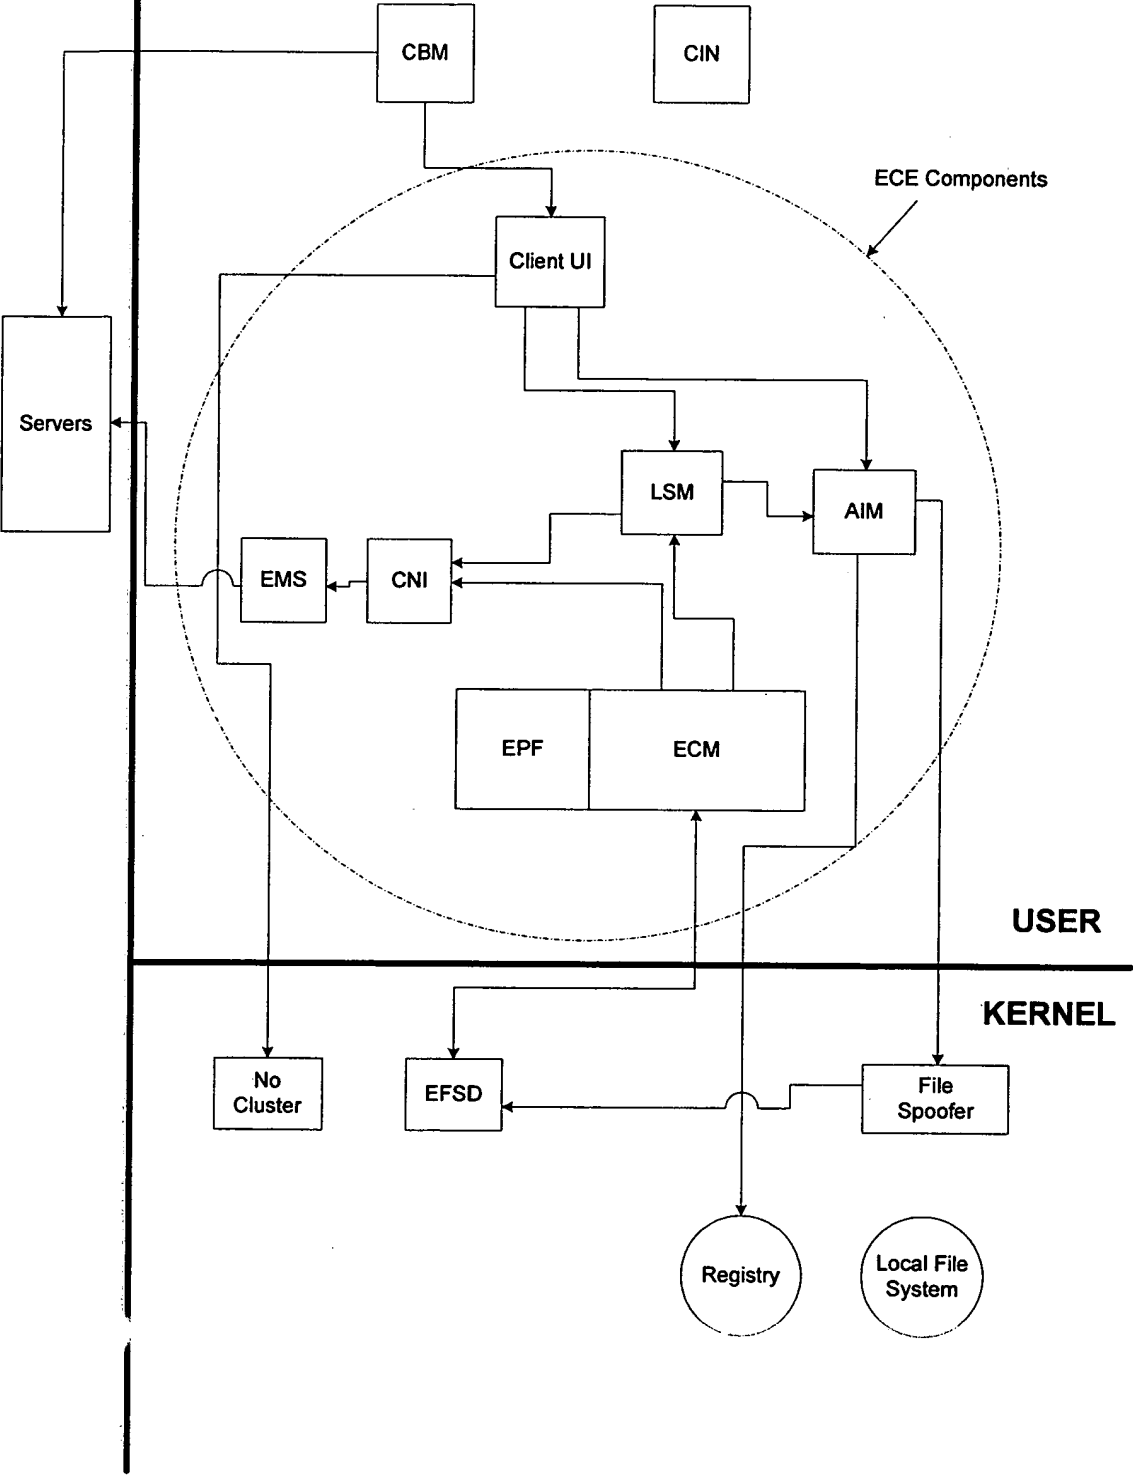 CBM
CIN
ECE Components
Client UI
Servers
LSM
AIM
EMS
CNI
EPF
ECM
USER
KERNEL
No
Cluster
EFSD
File
Spoofer
Registry
Local File
System